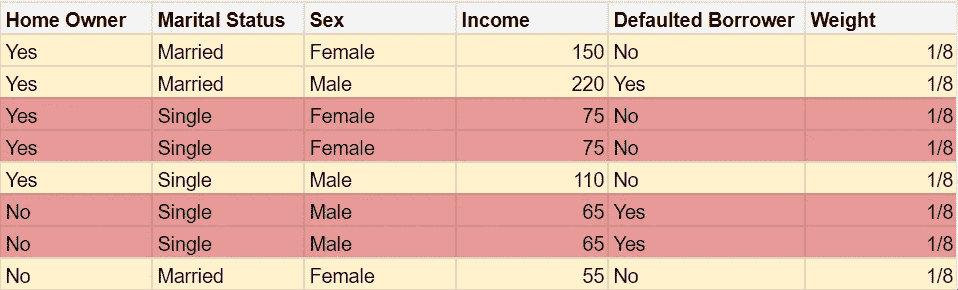 Home Owner Marital Status Sex Income Defaulted Borrower Weight
Yes Married Female 150 No 1/8
Yes Married Male 220 Yes 1/8
Yes Single Female 75 No 1/8
Yes Single Female 75 No 1/8
Yes Single Male 110 No 1/8
No Single Male 65 Yes 1/8
No Single Male 65 Yes 1/8
No Married Female 55 No 1/8